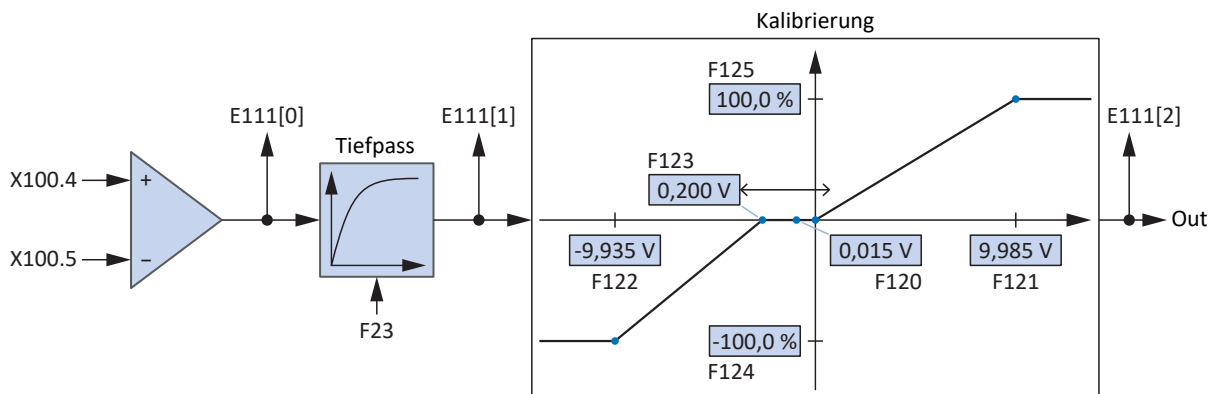 Kalibrierung
F125
100,0 %
E111[0]
E111[1]
E111[2]
Tiefpass
F123
0,200 V
X100.4
+
Out
X100.5
−
-9,935 V
0,015 V
9,985 V
F122
F120
F121
F23
-100,0 %
F124